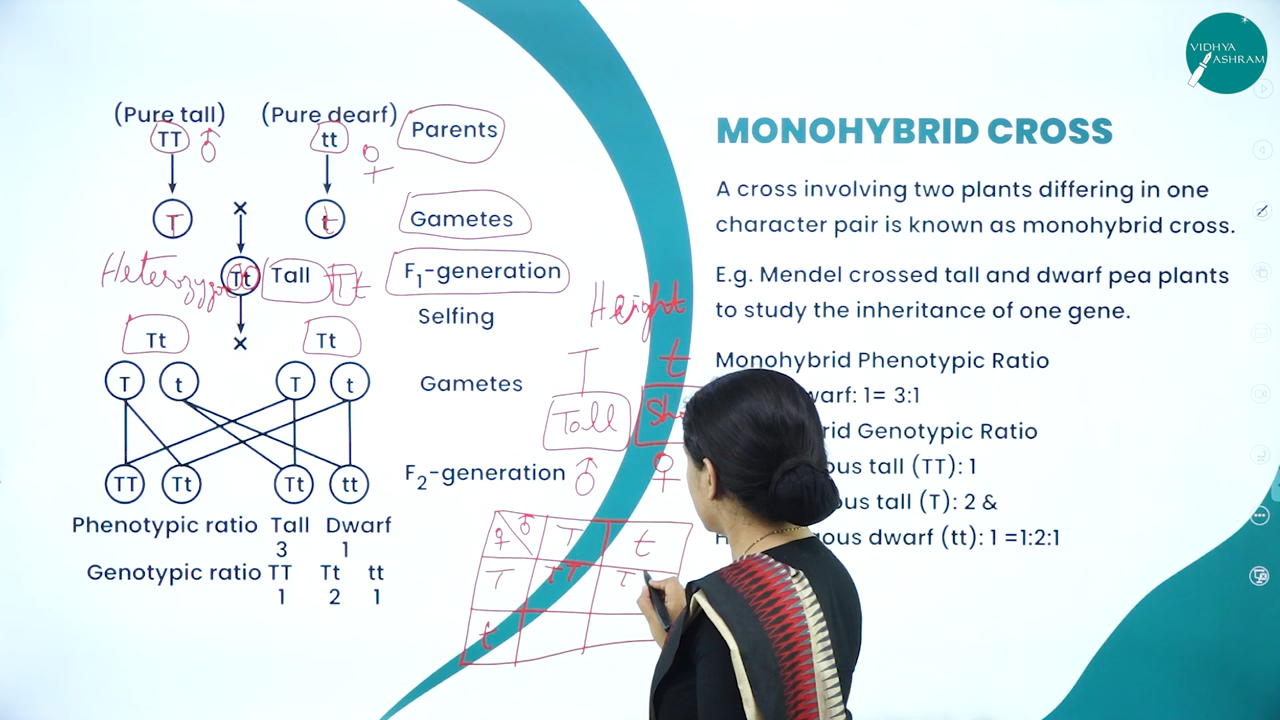 VIDHYA
ASHRAM
(Pure tall) (Pure dearf)
TT ♂ tt ♀ Parents
T × t Gametes
Tt Tall Tt F1-generation
Selfing
Tt × Tt
T t T t Gametes
TT Tt Tt tt F2-generation
Phenotypic ratio Tall Dwarf
3 1
Genotypic ratio TT Tt tt
1 2 1
Height
T t
Tall
♂ ♀
♀ ♂ T t
T TT T
t
MONOHYBRID CROSS
A cross involving two plants differing in one
character pair is known as monohybrid cross.
E.g. Mendel crossed tall and dwarf pea plants
to study the inheritance of one gene.
Monohybrid Phenotypic Ratio
warf: 1= 3:1
rid Genotypic Ratio
ous tall (TT): 1
ous tall (T): 2 &
gous dwarf (tt): 1 =1:2:1